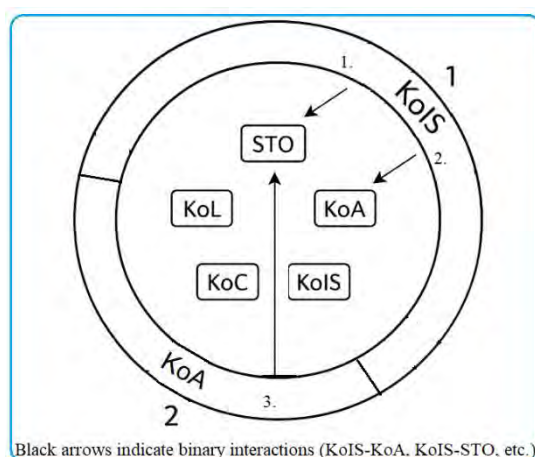 1.
1
KoIS
2.
STO
KoL
KoA
KoC
KoIS
KoA
3.
2
Black arrows indicate binary interactions (KoIS-KoA, KoIS-STO, etc.)